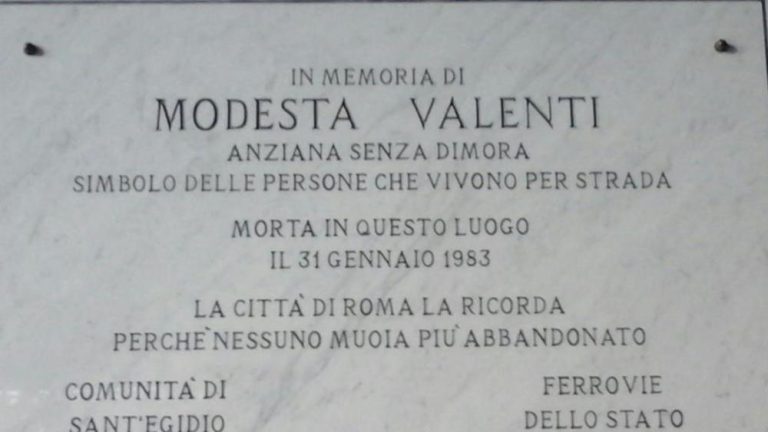 IN MEMORIA DI
MODESTA VALENTI
ANZIANA SENZA DIMORA
SIMBOLO DELLE PERSONE CHE VIVONO PER STRADA
MORTA IN QUESTO LUOGO
IL 31 GENNAIO 1983
LA CITTÀ DI ROMA LA RICORDA
PERCHÈ NESSUNO MUOIA PIÙ ABBANDONATO
COMUNITÀ DI FERROVIE
SANT'EGIDIO DELLO STATO